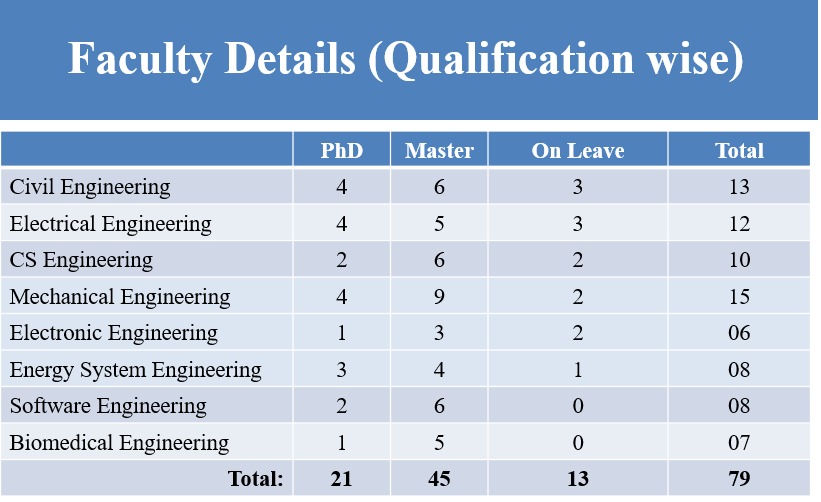 Faculty Details (Qualification wise)
PhD Master On Leave Total
Civil Engineering 4 6 3 13
Electrical Engineering 4 5 3 12
CS Engineering 2 6 2 10
Mechanical Engineering 4 9 2 15
Electronic Engineering 1 3 2 06
Energy System Engineering 3 4 1 08
Software Engineering 2 6 0 08
Biomedical Engineering 1 5 0 07
Total: 21 45 13 79